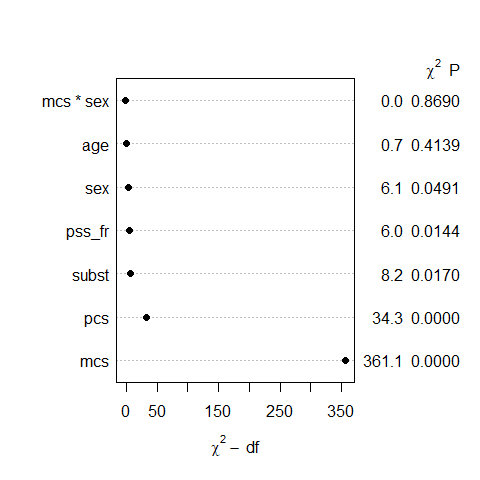 χ² P
mcs * sex 0.0 0.8690
age 0.7 0.4139
sex 6.1 0.0491
pss_fr 6.0 0.0144
subst 8.2 0.0170
pcs 34.3 0.0000
mcs 361.1 0.0000
0 50 150 250 350
χ² − df